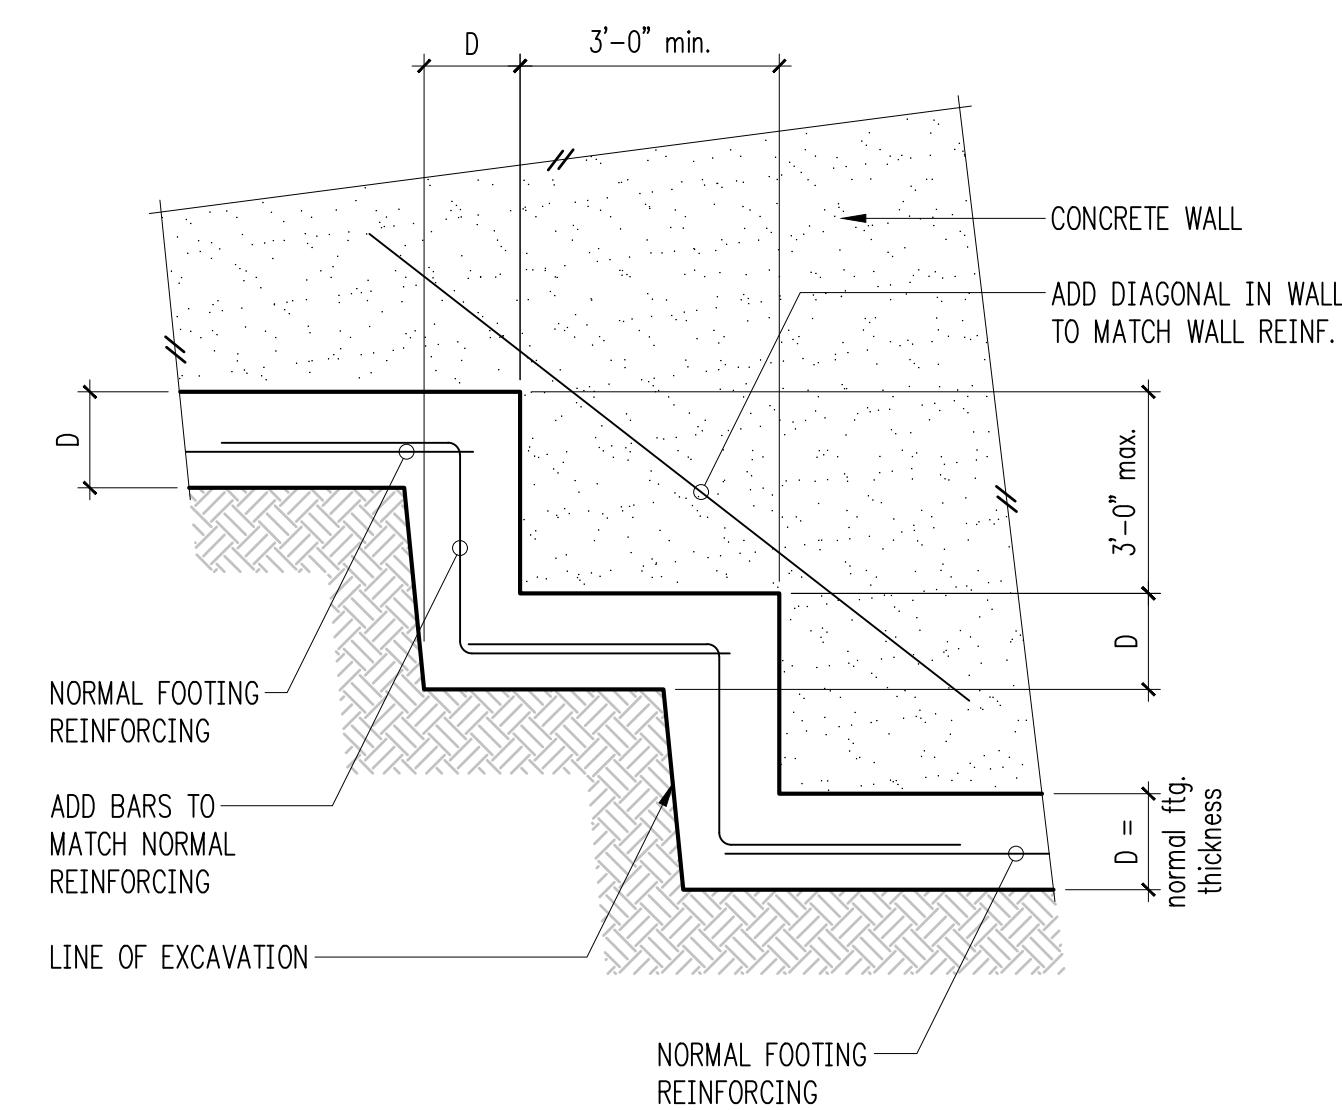 D
3'-0" min.
CONCRETE WALL
ADD DIAGONAL IN WALL
TO MATCH WALL REINF.
D
3'-0" max.
D
NORMAL FOOTING
REINFORCING
ADD BARS TO
MATCH NORMAL
REINFORCING
D =
normal ftg.
thickness
LINE OF EXCAVATION
NORMAL FOOTING
REINFORCING